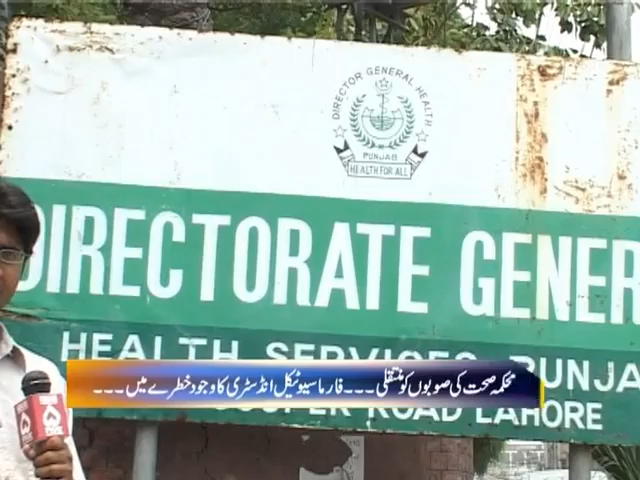 DIRECTOR GENERAL HEALTH
PUNJAB
HEALTH FOR ALL
DIRECTORATE GENER
HEALTH SERVICES PUNJA
محکمہ صحت کی صوبوں کو منتقلی ۔۔۔ فارماسیوٹیکل انڈسٹری کا وجود خطرے میں ۔۔۔
COOPER ROAD LAHORE